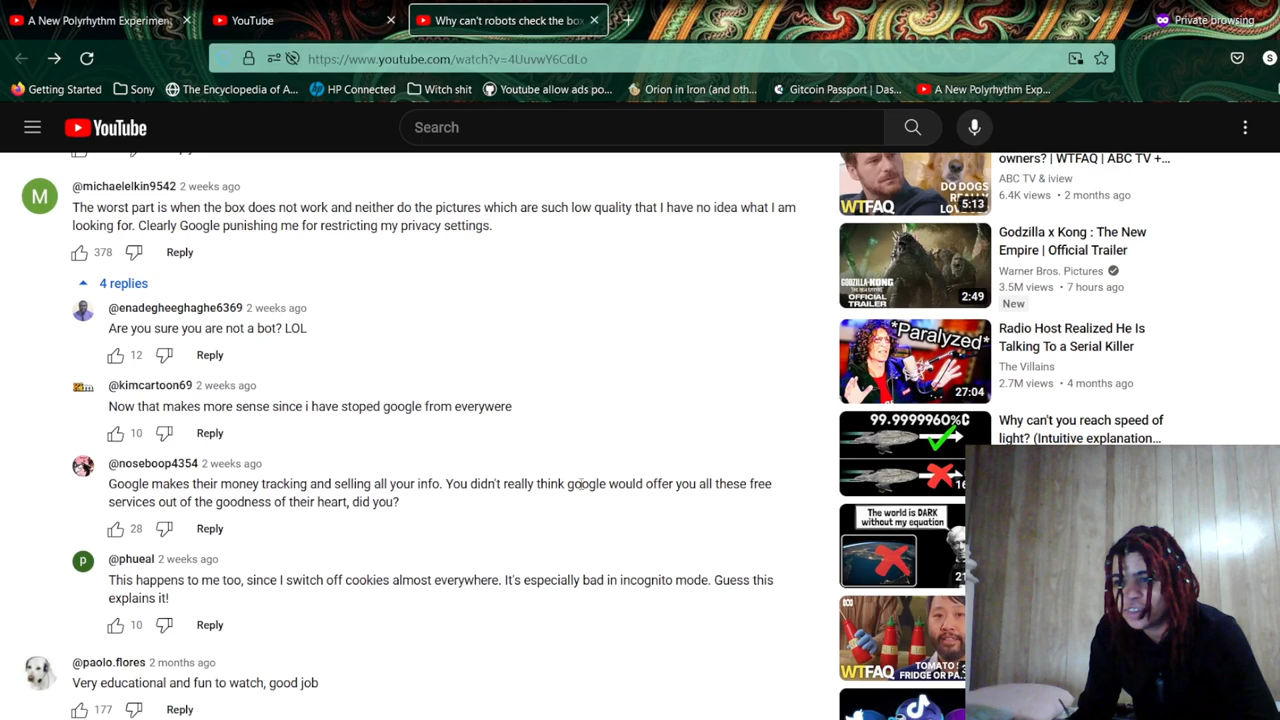 A New Polyrhythm Experiment
YouTube
Why can't robots check the box
Private browsing
https://www.youtube.com/watch?v=4UuvwY6CdLo
S
Getting Started
Sony
The Encyclopedia of A...
HP Connected
Witch shit
Youtube allow ads po...
Orion in Iron (and oth...
Gitcoin Passport | Das...
A New Polyrhythm Exp...
YouTube
Search
M
@michaelelkin9542 2 weeks ago
The worst part is when the box does not work and neither do the pictures which are such low quality that I have no idea what I am
looking for. Clearly Google punishing me for restricting my privacy settings.
378 Reply
4 replies
@enadegheeghaghe6369 2 weeks ago
Are you sure you are not a bot? LOL
12 Reply
@kimcartoon69 2 weeks ago
Now that makes more sense since i have stoped google from everywere
10 Reply
@noseboop4354 2 weeks ago
Google makes their money tracking and selling all your info. You didn't really think google would offer you all these free
services out of the goodness of their heart, did you?
28 Reply
P
@phueal 2 weeks ago
This happens to me too, since I switch off cookies almost everywhere. It's especially bad in incognito mode. Guess this
explains it!
10 Reply
@paolo.flores 2 months ago
Very educational and fun to watch, good job
177 Reply
DO DOGS
REALLY
LOVE
WTFAQ
5:13
owners? | WTFAQ | ABC TV +...
ABC TV & iview
6.4K views • 2 months ago
GODZILLA KONG
THE NEW EMPIRE
OFFICIAL
TRAILER
2:49
Godzilla x Kong : The New
Empire | Official Trailer
Warner Bros. Pictures
3.5M views • 7 hours ago
New
*Paralyzed*
27:04
Radio Host Realized He Is
Talking To a Serial Killer
The Villains
2.7M views • 4 months ago
99.9999960%C
16
Why can't you reach speed of
light? (Intuitive explanation...
The world is DARK
without my equation
21
WTFAQ
TOMATO S
FRIDGE OR PA